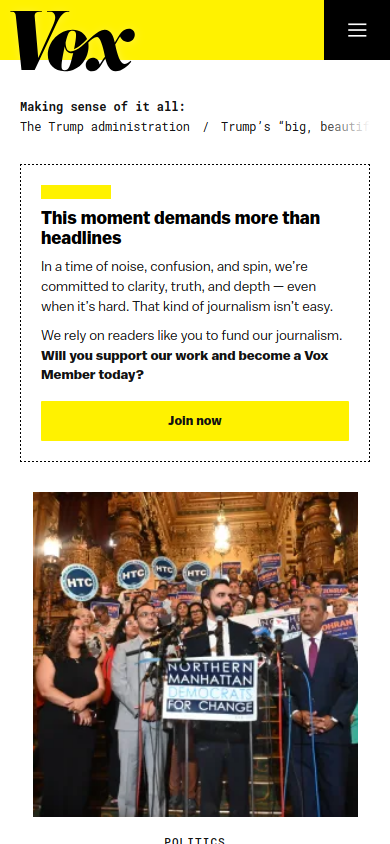 Vox
Making sense of it all:
The Trump administration / Trump's "big, beautif
This moment demands more than
headlines
In a time of noise, confusion, and spin, we're
committed to clarity, truth, and depth — even
when it's hard. That kind of journalism isn't easy.
We rely on readers like you to fund our journalism.
Will you support our work and become a Vox
Member today?
Join now
HTC
HTC
HTC
HTC
NORTHERN
MANHATTAN
DEMOCRATS
FOR CHANGE
POLITICS